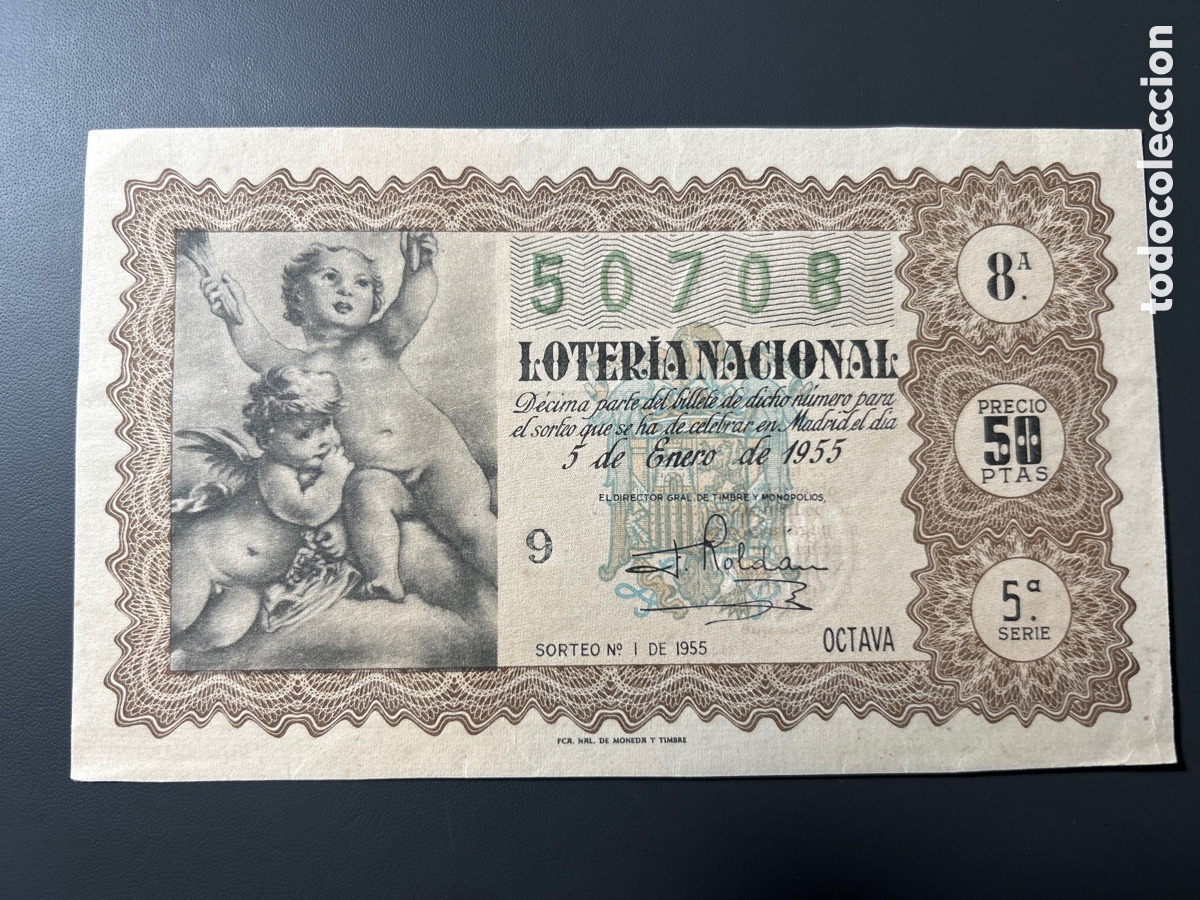 50708
LOTERÍA NACIONAL
Décima parte del billete de dicho número para
el sorteo que se ha de celebrar en Madrid el día
5 de Enero de 1955
EL DIRECTOR GRAL. DE TIMBRE Y MONOPOLIOS,
9
J. Roldán
SORTEO Nº 1 DE 1955
OCTAVA
8ª.
PRECIO
50
PTAS
5ª.
SERIE
FCA. NAL. DE MONEDA Y TIMBRE
todocoleccion